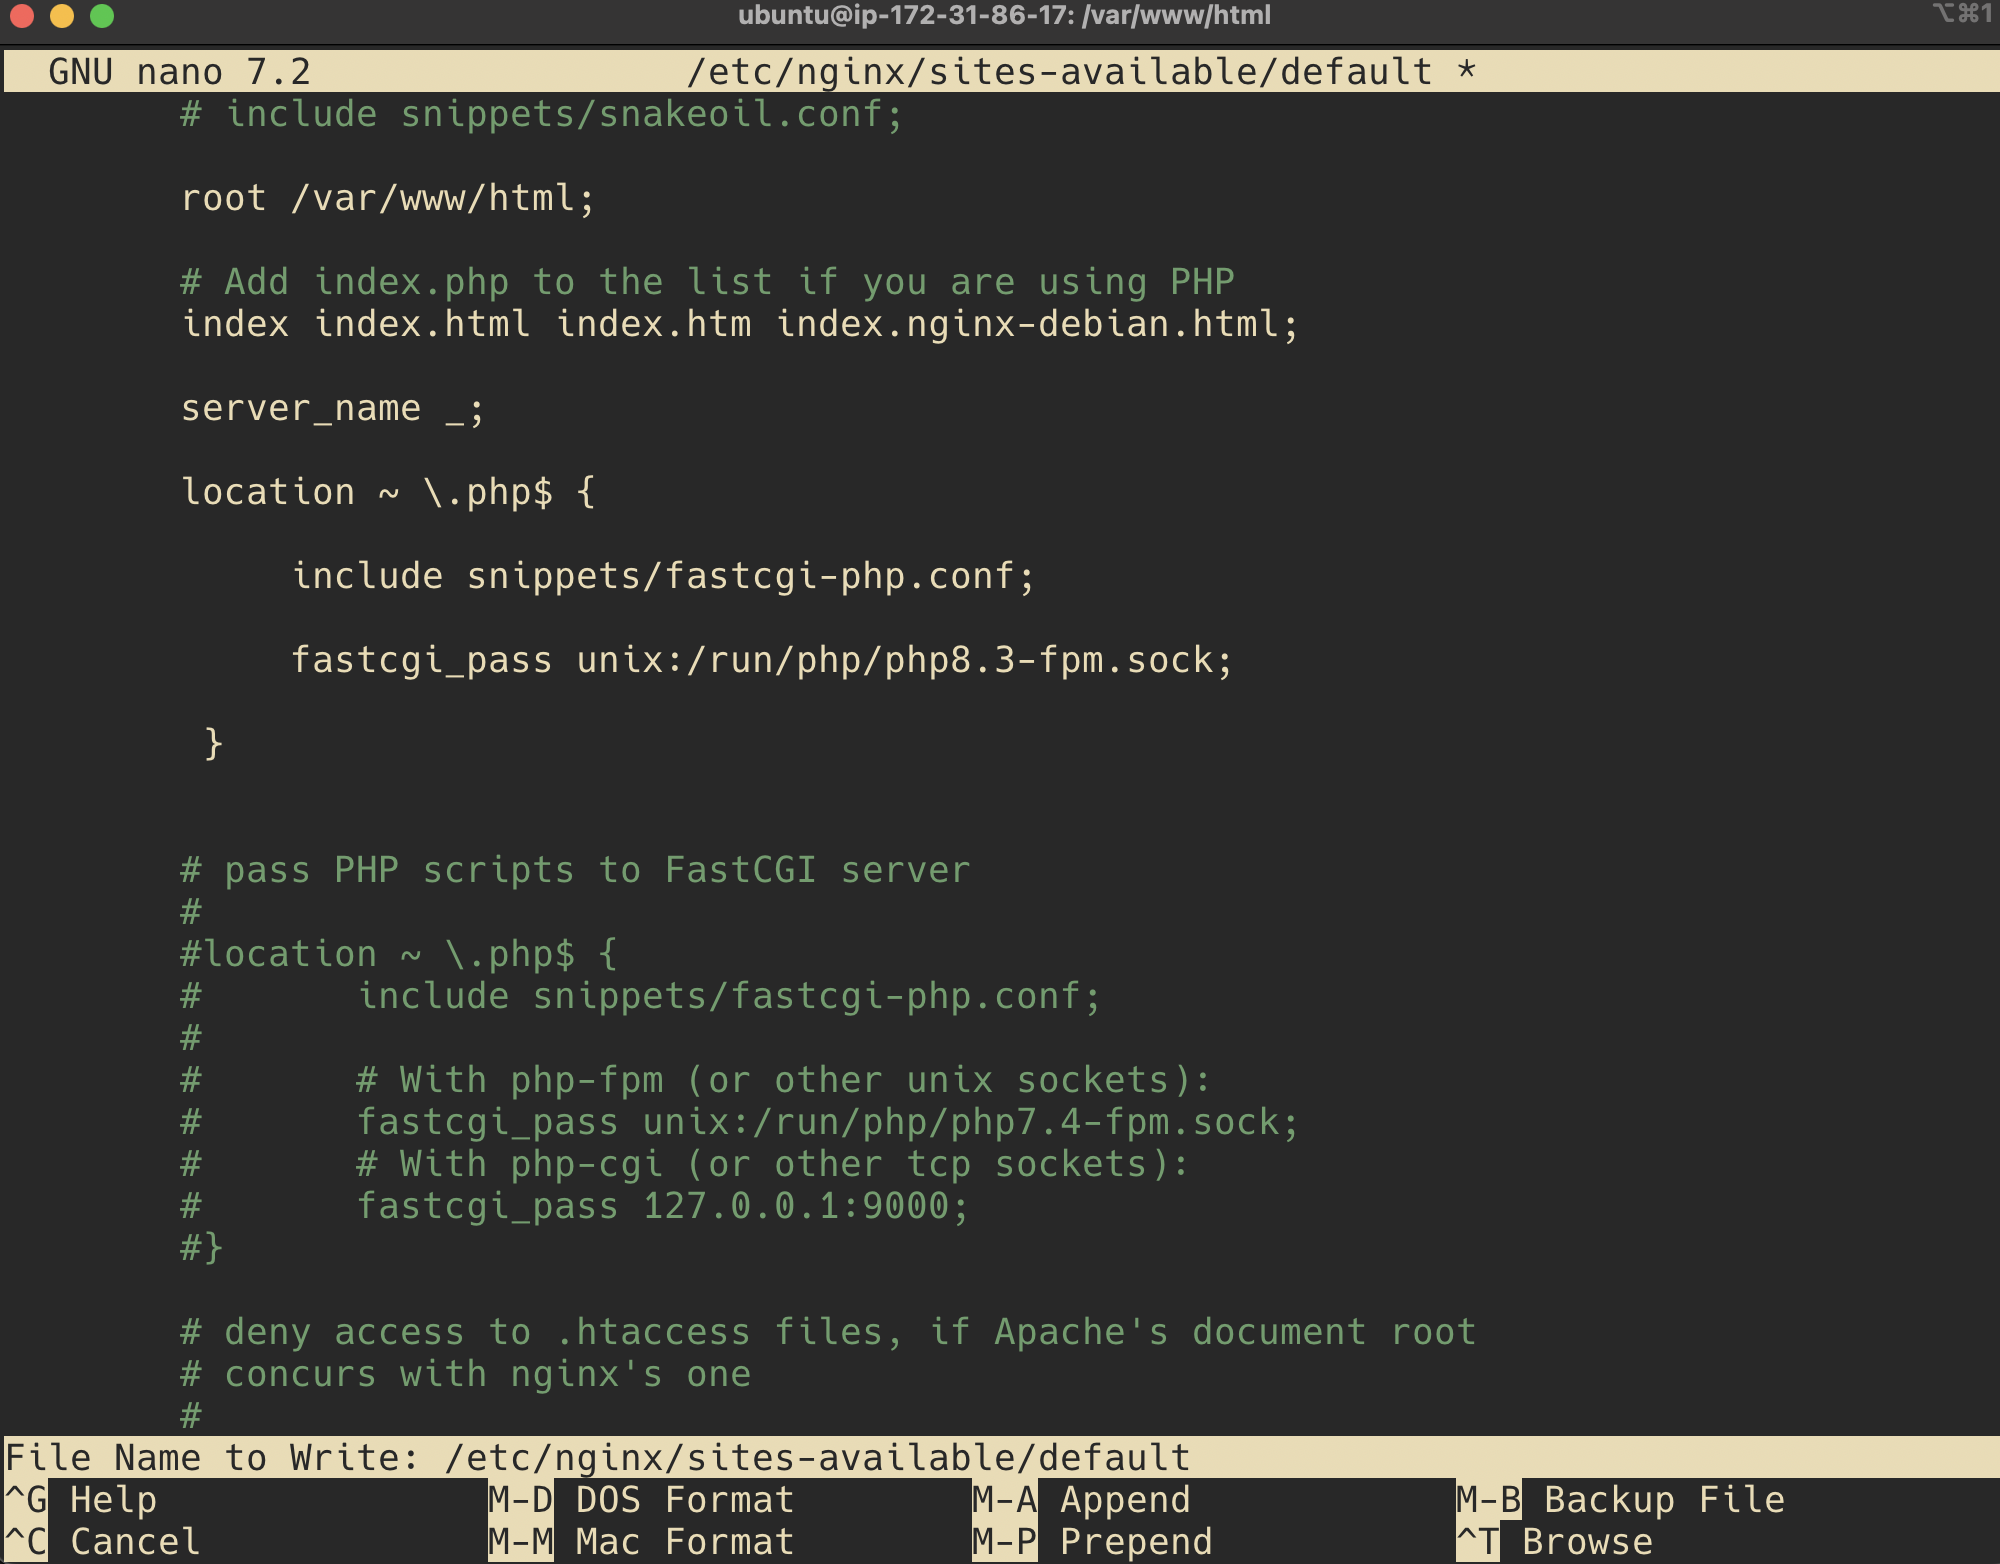 ubuntu@ip-172-31-86-17: /var/www/html
⌥⌘1
GNU nano 7.2 /etc/nginx/sites-available/default *
# include snippets/snakeoil.conf;
root /var/www/html;
# Add index.php to the list if you are using PHP
index index.html index.htm index.nginx-debian.html;
server_name _;
location ~ \.php$ {
include snippets/fastcgi-php.conf;
fastcgi_pass unix:/run/php/php8.3-fpm.sock;
}
# pass PHP scripts to FastCGI server
#
#location ~ \.php$ {
#       include snippets/fastcgi-php.conf;
#
#       # With php-fpm (or other unix sockets):
#       fastcgi_pass unix:/run/php/php7.4-fpm.sock;
#       # With php-cgi (or other tcp sockets):
#       fastcgi_pass 127.0.0.1:9000;
#}
# deny access to .htaccess files, if Apache's document root
# concurs with nginx's one
#
File Name to Write: /etc/nginx/sites-available/default
^G Help M-D DOS Format M-A Append M-B Backup File
^C Cancel M-M Mac Format M-P Prepend ^T Browse